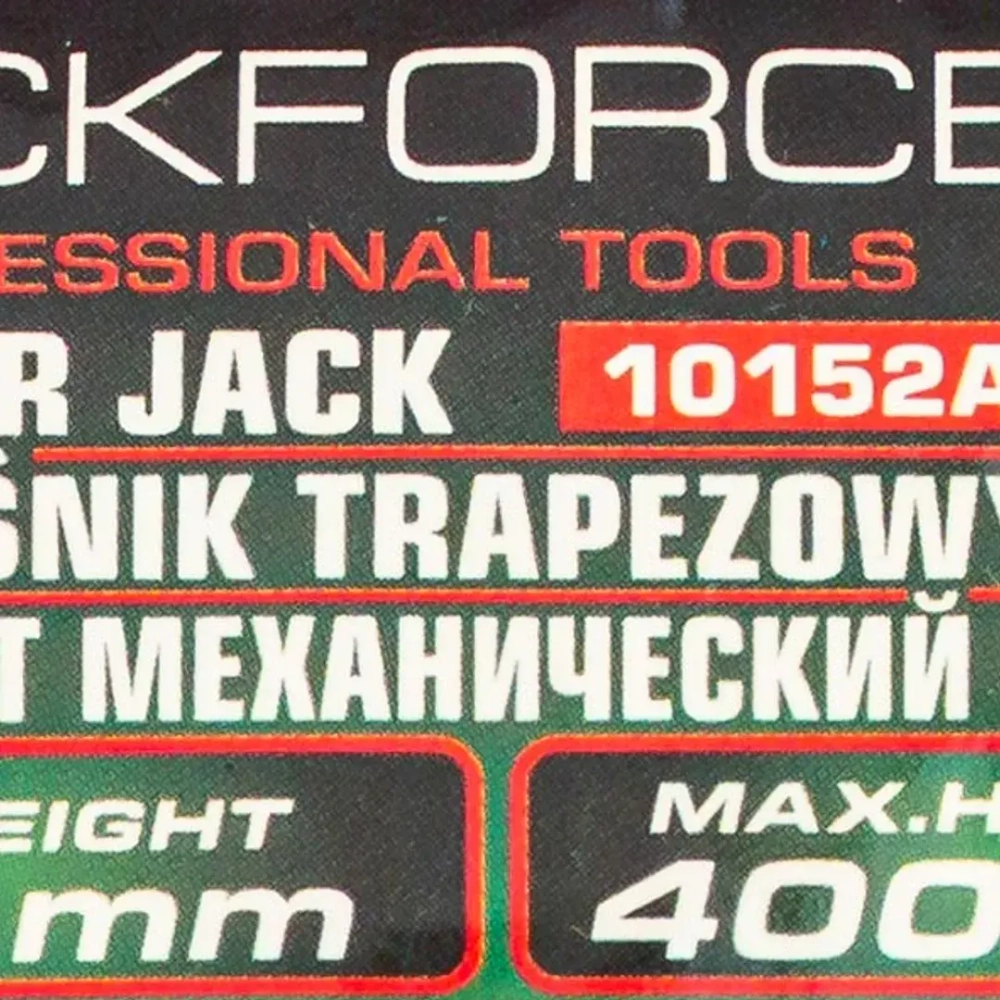 CKFORCE
ESSIONAL TOOLS
R JACK 10152A
ŚNIK TRAPEZOWY
Т МЕХАНИЧЕСКИЙ
EIGHT MAX.H
mm 400